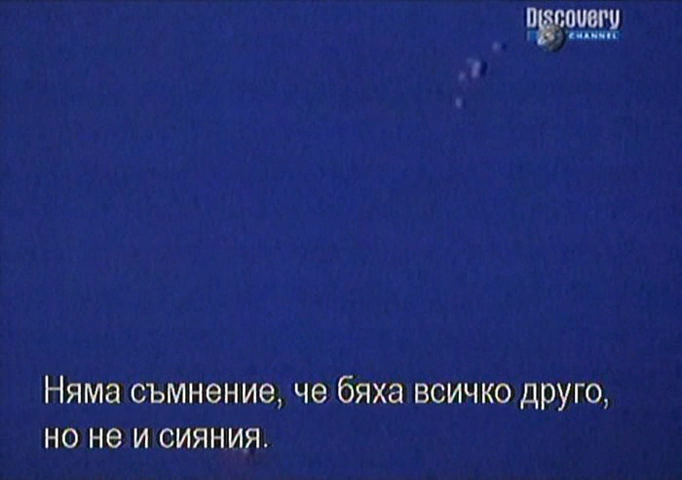 Discovery
CHANNEL
Няма съмнение, че бяха всичко друго,
но не и сияния.